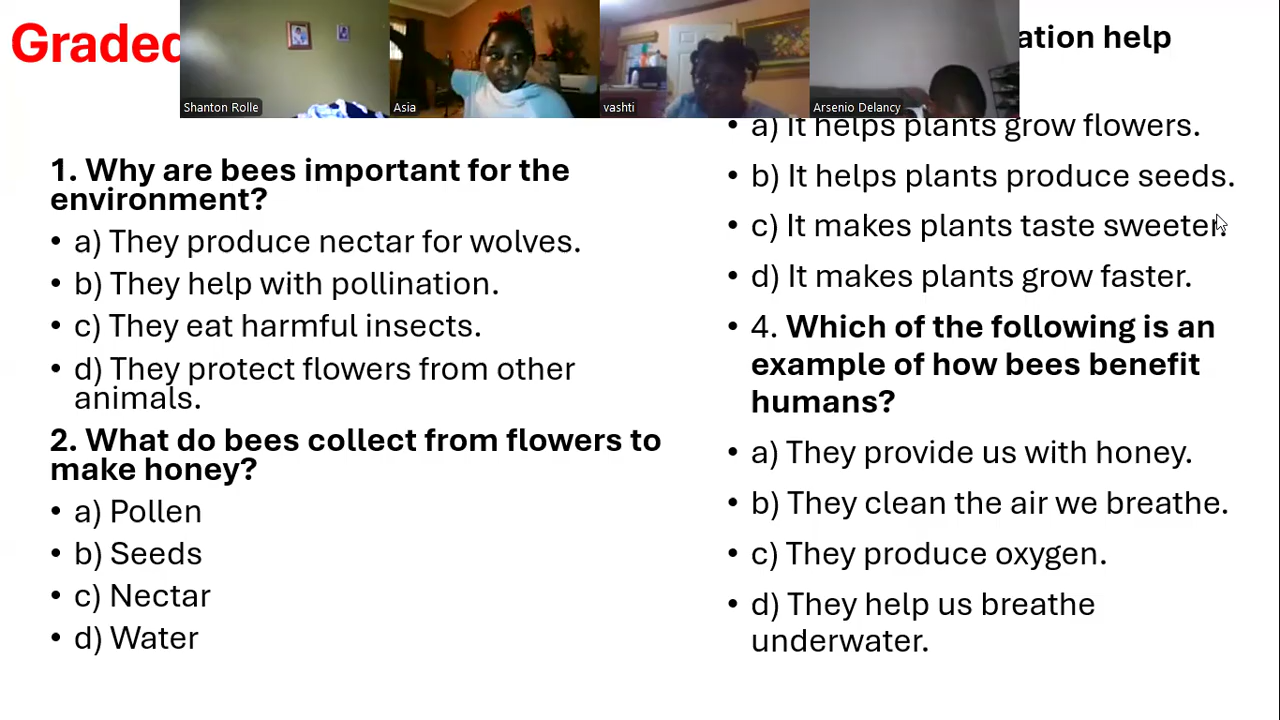 Graded
Shanton Rolle
Asia
vashti
Arsenio Delancy
1. Why are bees important for the
environment?
• a) They produce nectar for wolves.
• b) They help with pollination.
• c) They eat harmful insects.
• d) They protect flowers from other
animals.
2. What do bees collect from flowers to
make honey?
• a) Pollen
• b) Seeds
• c) Nectar
• d) Water
help
• a) It helps plants grow flowers.
• b) It helps plants produce seeds.
• c) It makes plants taste sweeter.
• d) It makes plants grow faster.
• 4. Which of the following is an
example of how bees benefit
humans?
• a) They provide us with honey.
• b) They clean the air we breathe.
• c) They produce oxygen.
• d) They help us breathe
underwater.